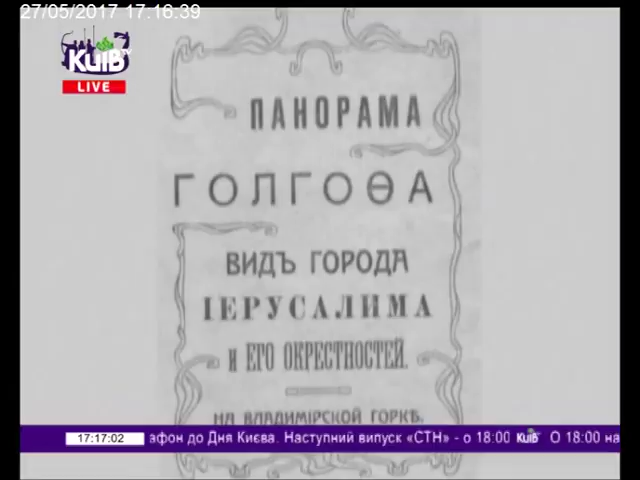 27/05/2017 17:16:39
КИЇВ TV
LIVE
ПАНОРАМА
ГОЛГОѲА
ВИДЪ ГОРОДА
ІЕРУСАЛИМА
и ЕГО ОКРЕСТНОСТЕЙ.
НА ВЛАДИМІРСКОЙ ГОРКѢ.
17:17:02 афон до Дня Києва. Наступний випуск «СТН» - о 18:00 КИЇВ О 18:00 на